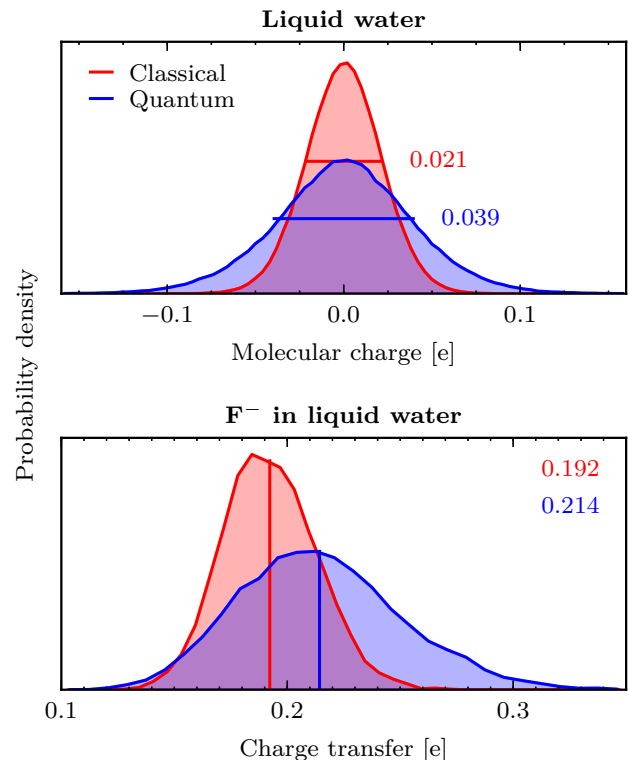 Liquid water
Classical
Quantum
0.021
0.039
−0.1
0.0
0.1
Molecular charge [e]
Probability density
F⁻ in liquid water
0.192
0.214
0.1
0.2
0.3
Charge transfer [e]